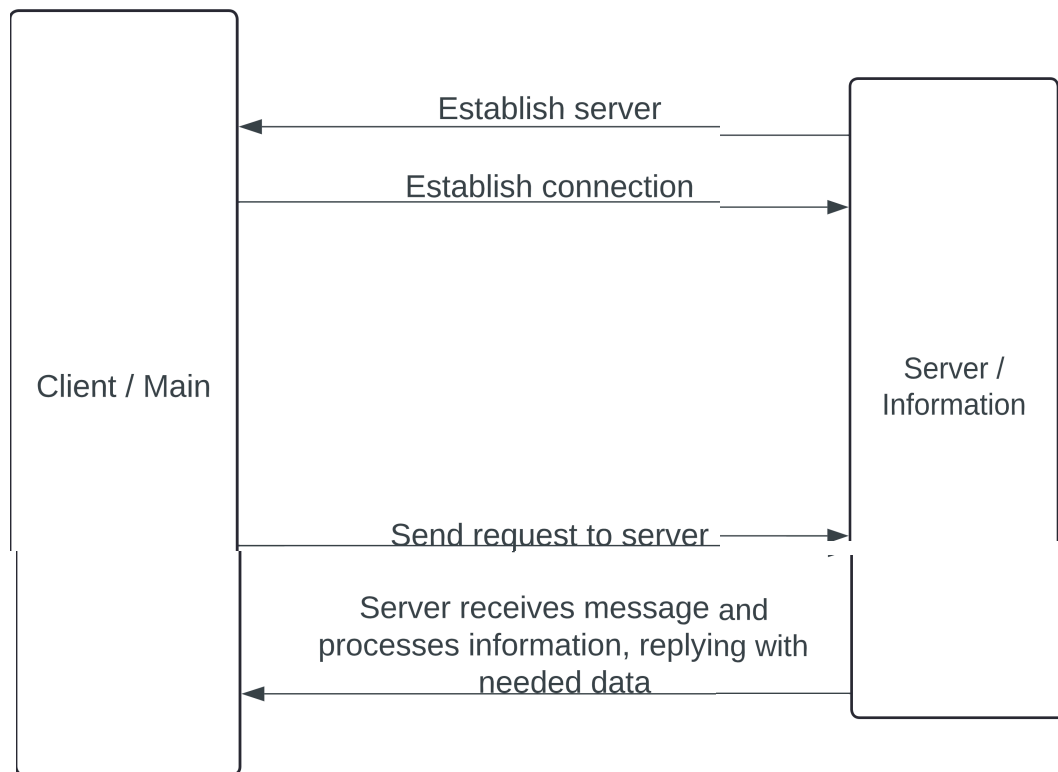 Establish server
Establish connection
Client / Main
Server /
Information
Send request to server
Server receives message and
processes information, replying with
needed data